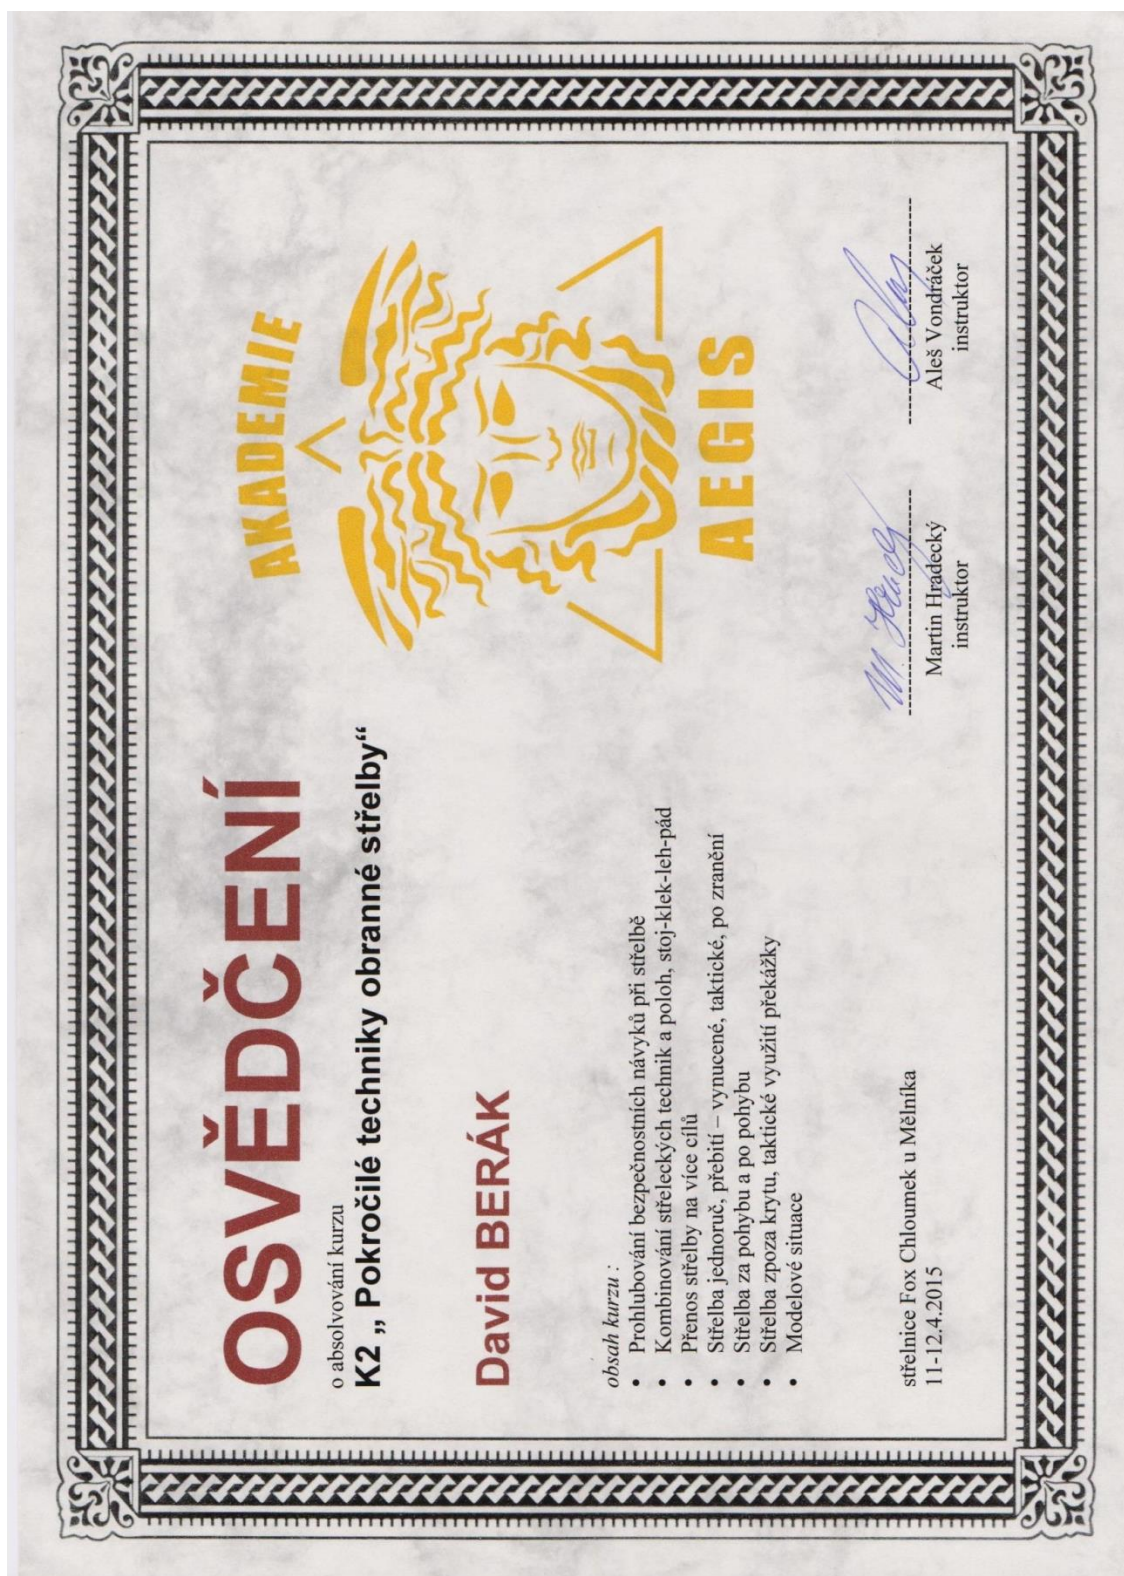 OSVĚDČENÍ
o absolvování kurzu
K2 „ Pokročilé techniky obranné střelby“
David BERÁK
AKADEMIE
AEGIS
obsah kurzu :
• Prohlubování bezpečnostních návyků při střelbě
• Kombinování střeleckých technik a poloh, stoj-klek-leh-pád
• Přenos střelby na více cílů
• Střelba jednoruč, přebití – vynucené, taktické, po zranění
• Střelba za pohybu a po pohybu
• Střelba zpoza krytu, taktické využití překážky
• Modelové situace
střelnice Fox Chloumek u Mělníka
11-12.4.2015
Martin Hradecký
instruktor
Aleš Vondráček
instruktor